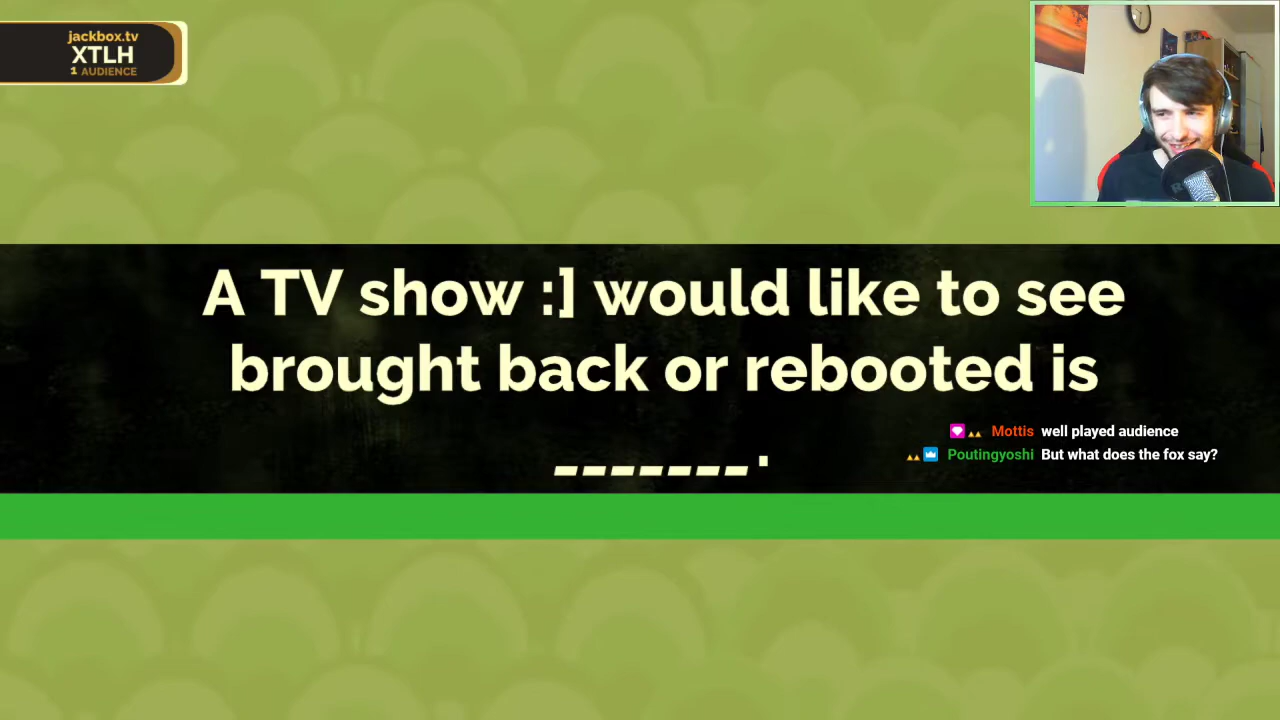 jackbox.tv
XTLH
1 AUDIENCE
A TV show :] would like to see
brought back or rebooted is
_______.
Mottis well played audience
Poutingyoshi But what does the fox say?